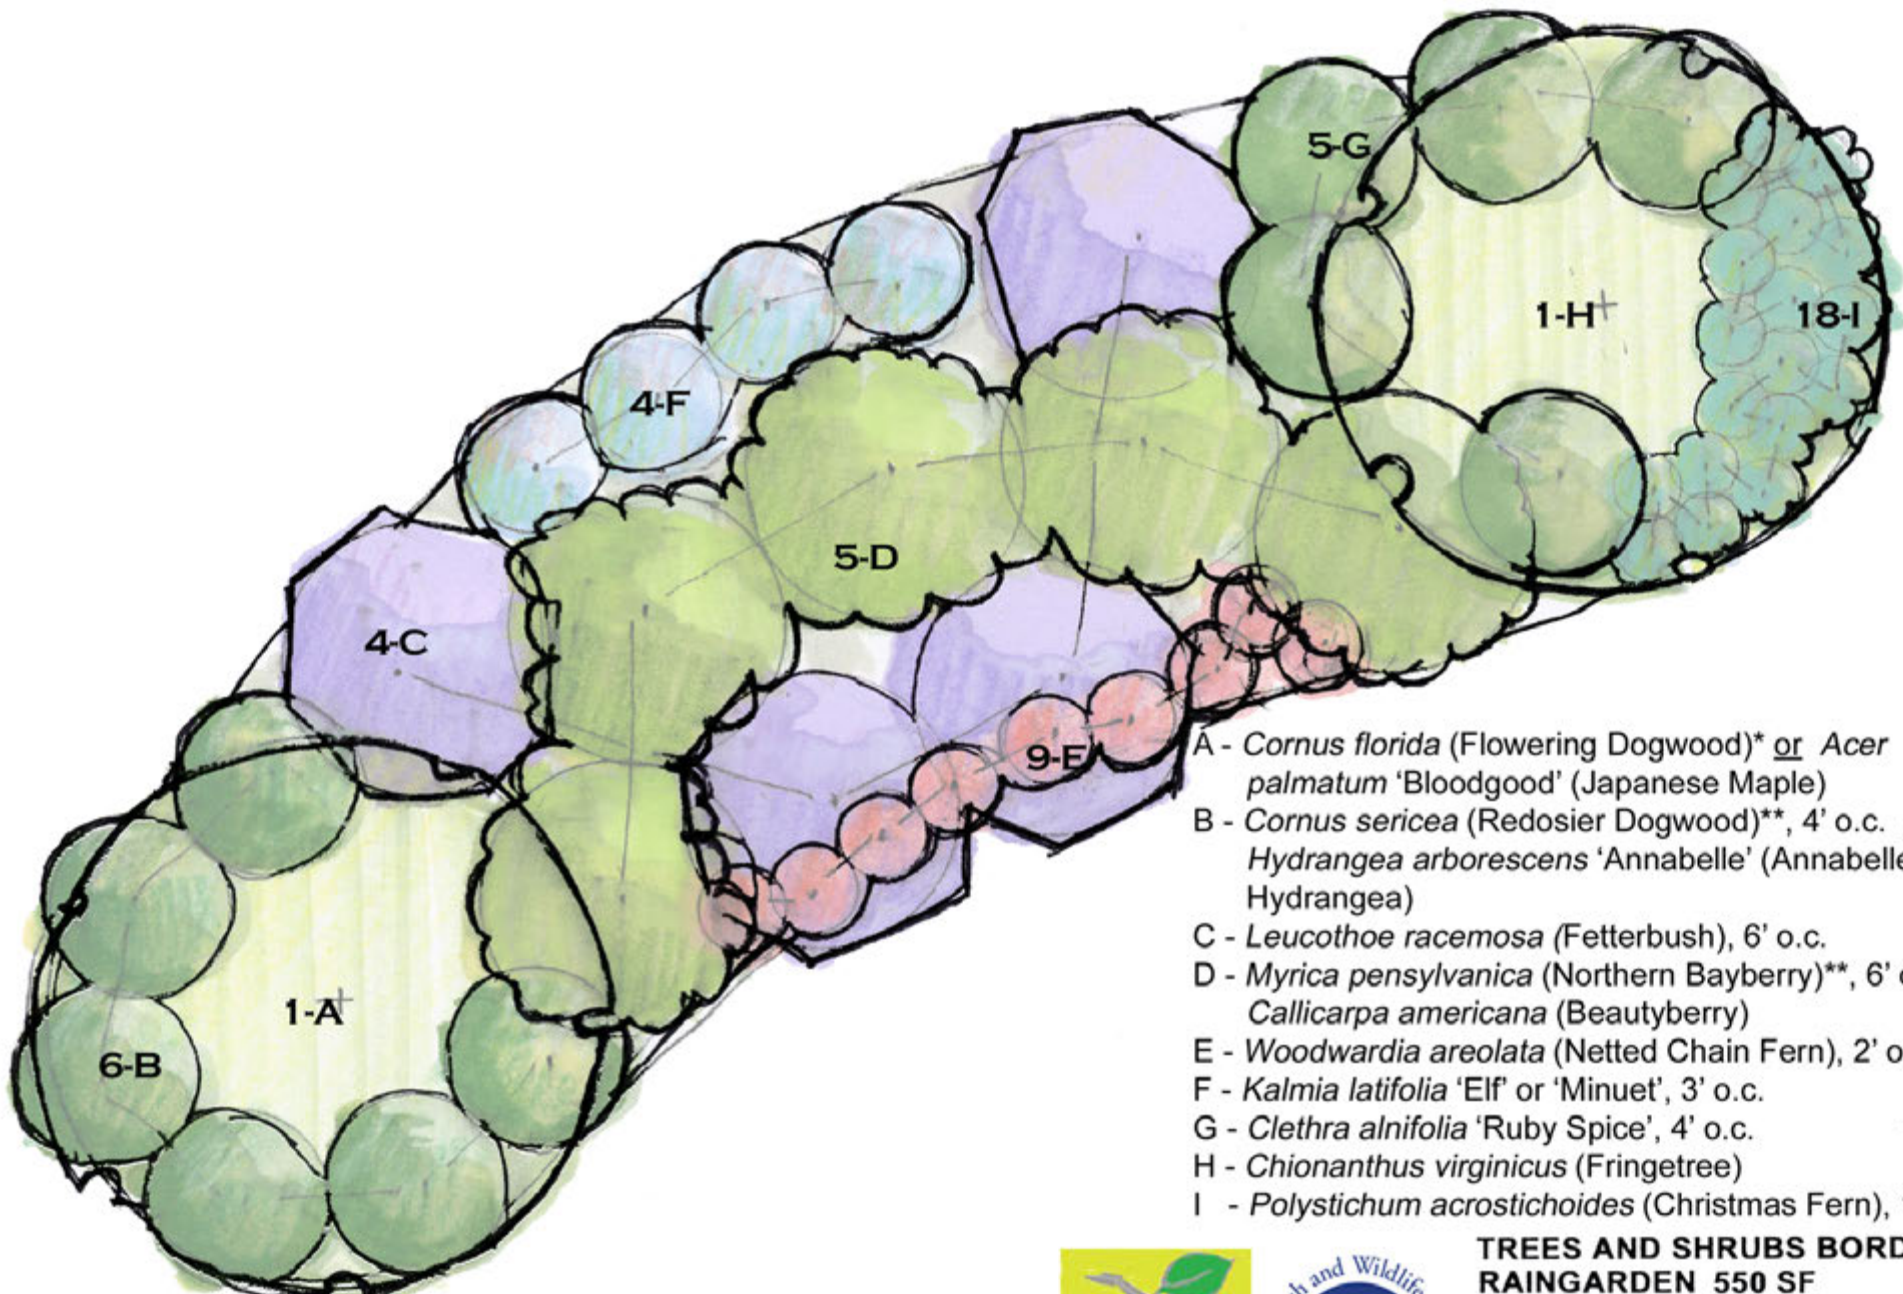 5-G
1-H
18-I
4-F
5-D
4-C
9-E
1-A
6-B
A - Cornus florida (Flowering Dogwood)* or Acer
palmatum ‘Bloodgood’ (Japanese Maple)
B - Cornus sericea (Redosier Dogwood)**, 4’ o.c.
Hydrangea arborescens ‘Annabelle’ (Annabelle
Hydrangea)
C - Leucothoe racemosa (Fetterbush), 6’ o.c.
D - Myrica pensylvanica (Northern Bayberry)**, 6’
Callicarpa americana (Beautyberry)
E - Woodwardia areolata (Netted Chain Fern), 2’
F - Kalmia latifolia ‘Elf’ or ‘Minuet’, 3’ o.c.
G - Clethra alnifolia ‘Ruby Spice’, 4’ o.c.
H - Chionanthus virginicus (Fringetree)
I - Polystichum acrostichoides (Christmas Fern),
and Wildlife
TREES AND SHRUBS
RAINGARDEN 550 SF